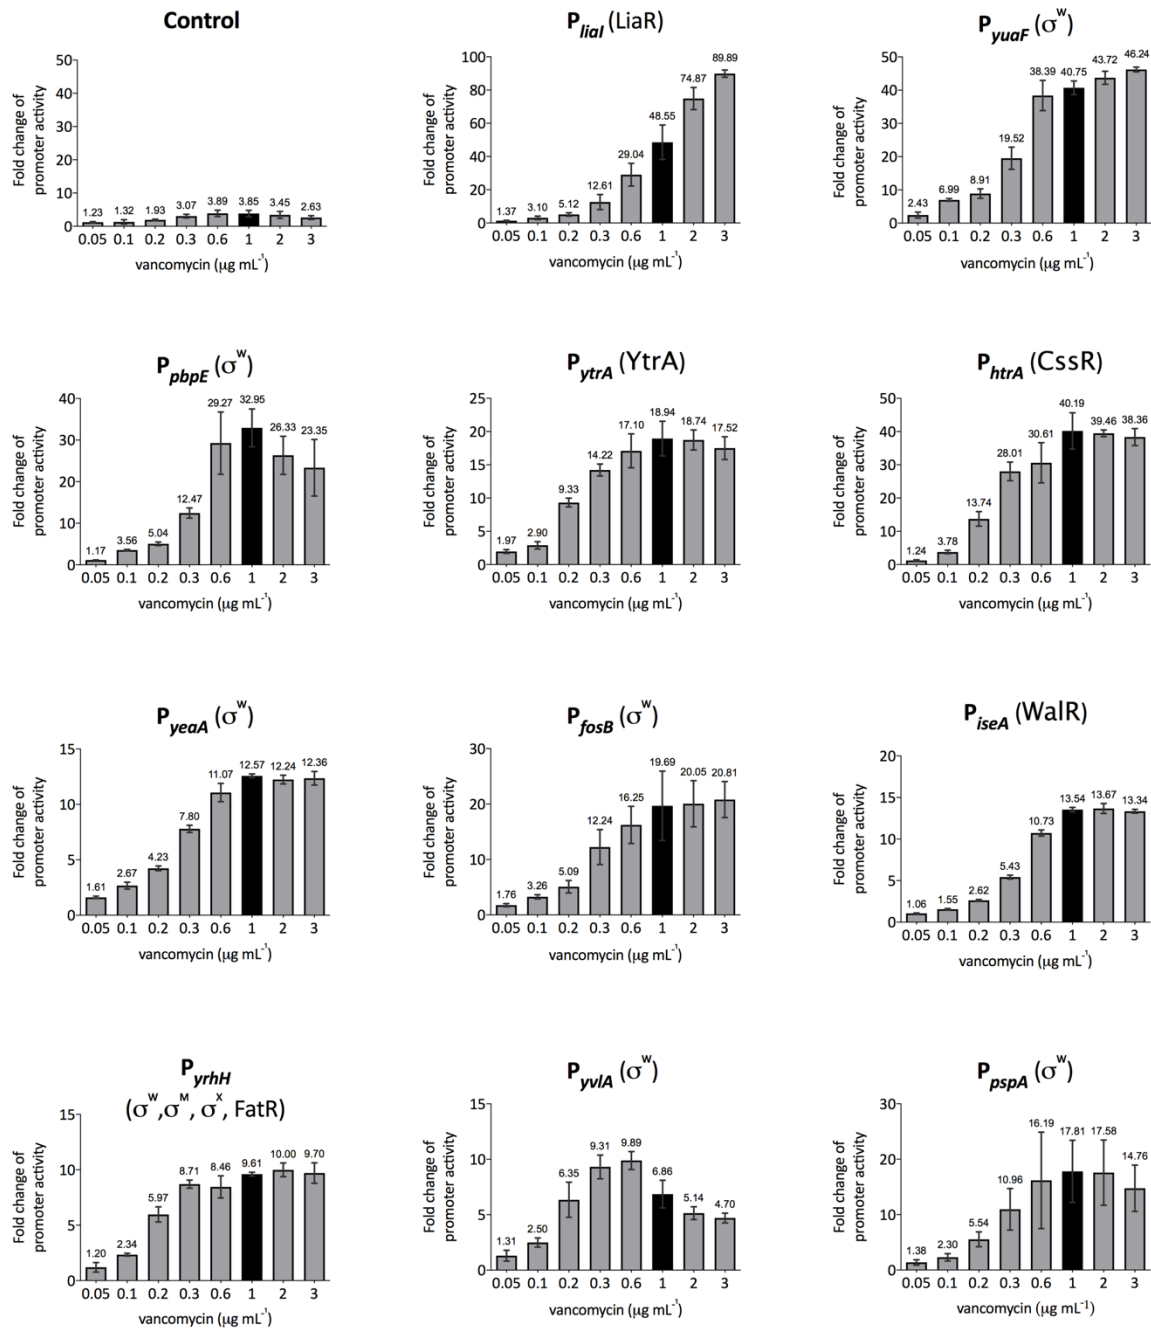 Control
Fold change of
promoter activity
50
40
30
20
10
0
1.23 1.32 1.93 3.07 3.89 3.85 3.45 2.63
0.05 0.1 0.2 0.3 0.6 1 2 3
vancomycin (µg mL⁻¹)
P_liaI (LiaR)
Fold change of
promoter activity
100
80
60
40
20
0
1.37 3.10 5.12 12.61 29.04 48.55 74.87 89.89
0.05 0.1 0.2 0.3 0.6 1 2 3
vancomycin (µg mL⁻¹)
P_yuaF (σᵂ)
Fold change of
promoter activity
50
40
30
20
10
0
2.43 6.99 8.91 19.52 38.39 40.75 43.72 46.24
0.05 0.1 0.2 0.3 0.6 1 2 3
vancomycin (µg mL⁻¹)
P_pbpE (σᵂ)
Fold change of
promoter activity
40
30
20
10
0
1.17 3.56 5.04 12.47 29.27 32.95 26.33 23.35
0.05 0.1 0.2 0.3 0.6 1 2 3
vancomycin (µg mL⁻¹)
P_ytrA (YtrA)
Fold change of
promoter activity
25
20
15
10
5
0
1.97 2.90 9.33 14.22 17.10 18.94 18.74 17.52
0.05 0.1 0.2 0.3 0.6 1 2 3
vancomycin (µg mL⁻¹)
P_htrA (CssR)
Fold change of
promoter activity
50
40
30
20
10
0
1.24 3.78 13.74 28.01 30.61 40.19 39.46 38.36
0.05 0.1 0.2 0.3 0.6 1 2 3
vancomycin (µg mL⁻¹)
P_yeaA (σᵂ)
Fold change of
promoter activity
15
10
5
0
1.61 2.67 4.23 7.80 11.07 12.57 12.24 12.36
0.05 0.1 0.2 0.3 0.6 1 2 3
vancomycin (µg mL⁻¹)
P_fosB (σᵂ)
Fold change of
promoter activity
30
20
10
0
1.76 3.26 5.09 12.24 16.25 19.69 20.05 20.81
0.05 0.1 0.2 0.3 0.6 1 2 3
vancomycin (µg mL⁻¹)
P_iseA (WalR)
Fold change of
promoter activity
20
15
10
5
0
1.06 1.55 2.62 5.43 10.73 13.54 13.67 13.34
0.05 0.1 0.2 0.3 0.6 1 2 3
vancomycin (µg mL⁻¹)
P_yrhH
(σᵂ,σᴹ, σˣ, FatR)
Fold change of
promoter activity
15
10
5
0
1.20 2.34 5.97 8.71 8.46 9.61 10.00 9.70
0.05 0.1 0.2 0.3 0.6 1 2 3
vancomycin (µg mL⁻¹)
P_yvlA (σᵂ)
Fold change of
promoter activity
15
10
5
0
1.31 2.50 6.35 9.31 9.89 6.86 5.14 4.70
0.05 0.1 0.2 0.3 0.6 1 2 3
vancomycin (µg mL⁻¹)
P_pspA (σᵂ)
Fold change of
promoter activity
30
20
10
0
1.38 2.30 5.54 10.96 16.19 17.81 17.58 14.76
0.05 0.1 0.2 0.3 0.6 1 2 3
vancomycin (µg mL⁻¹)